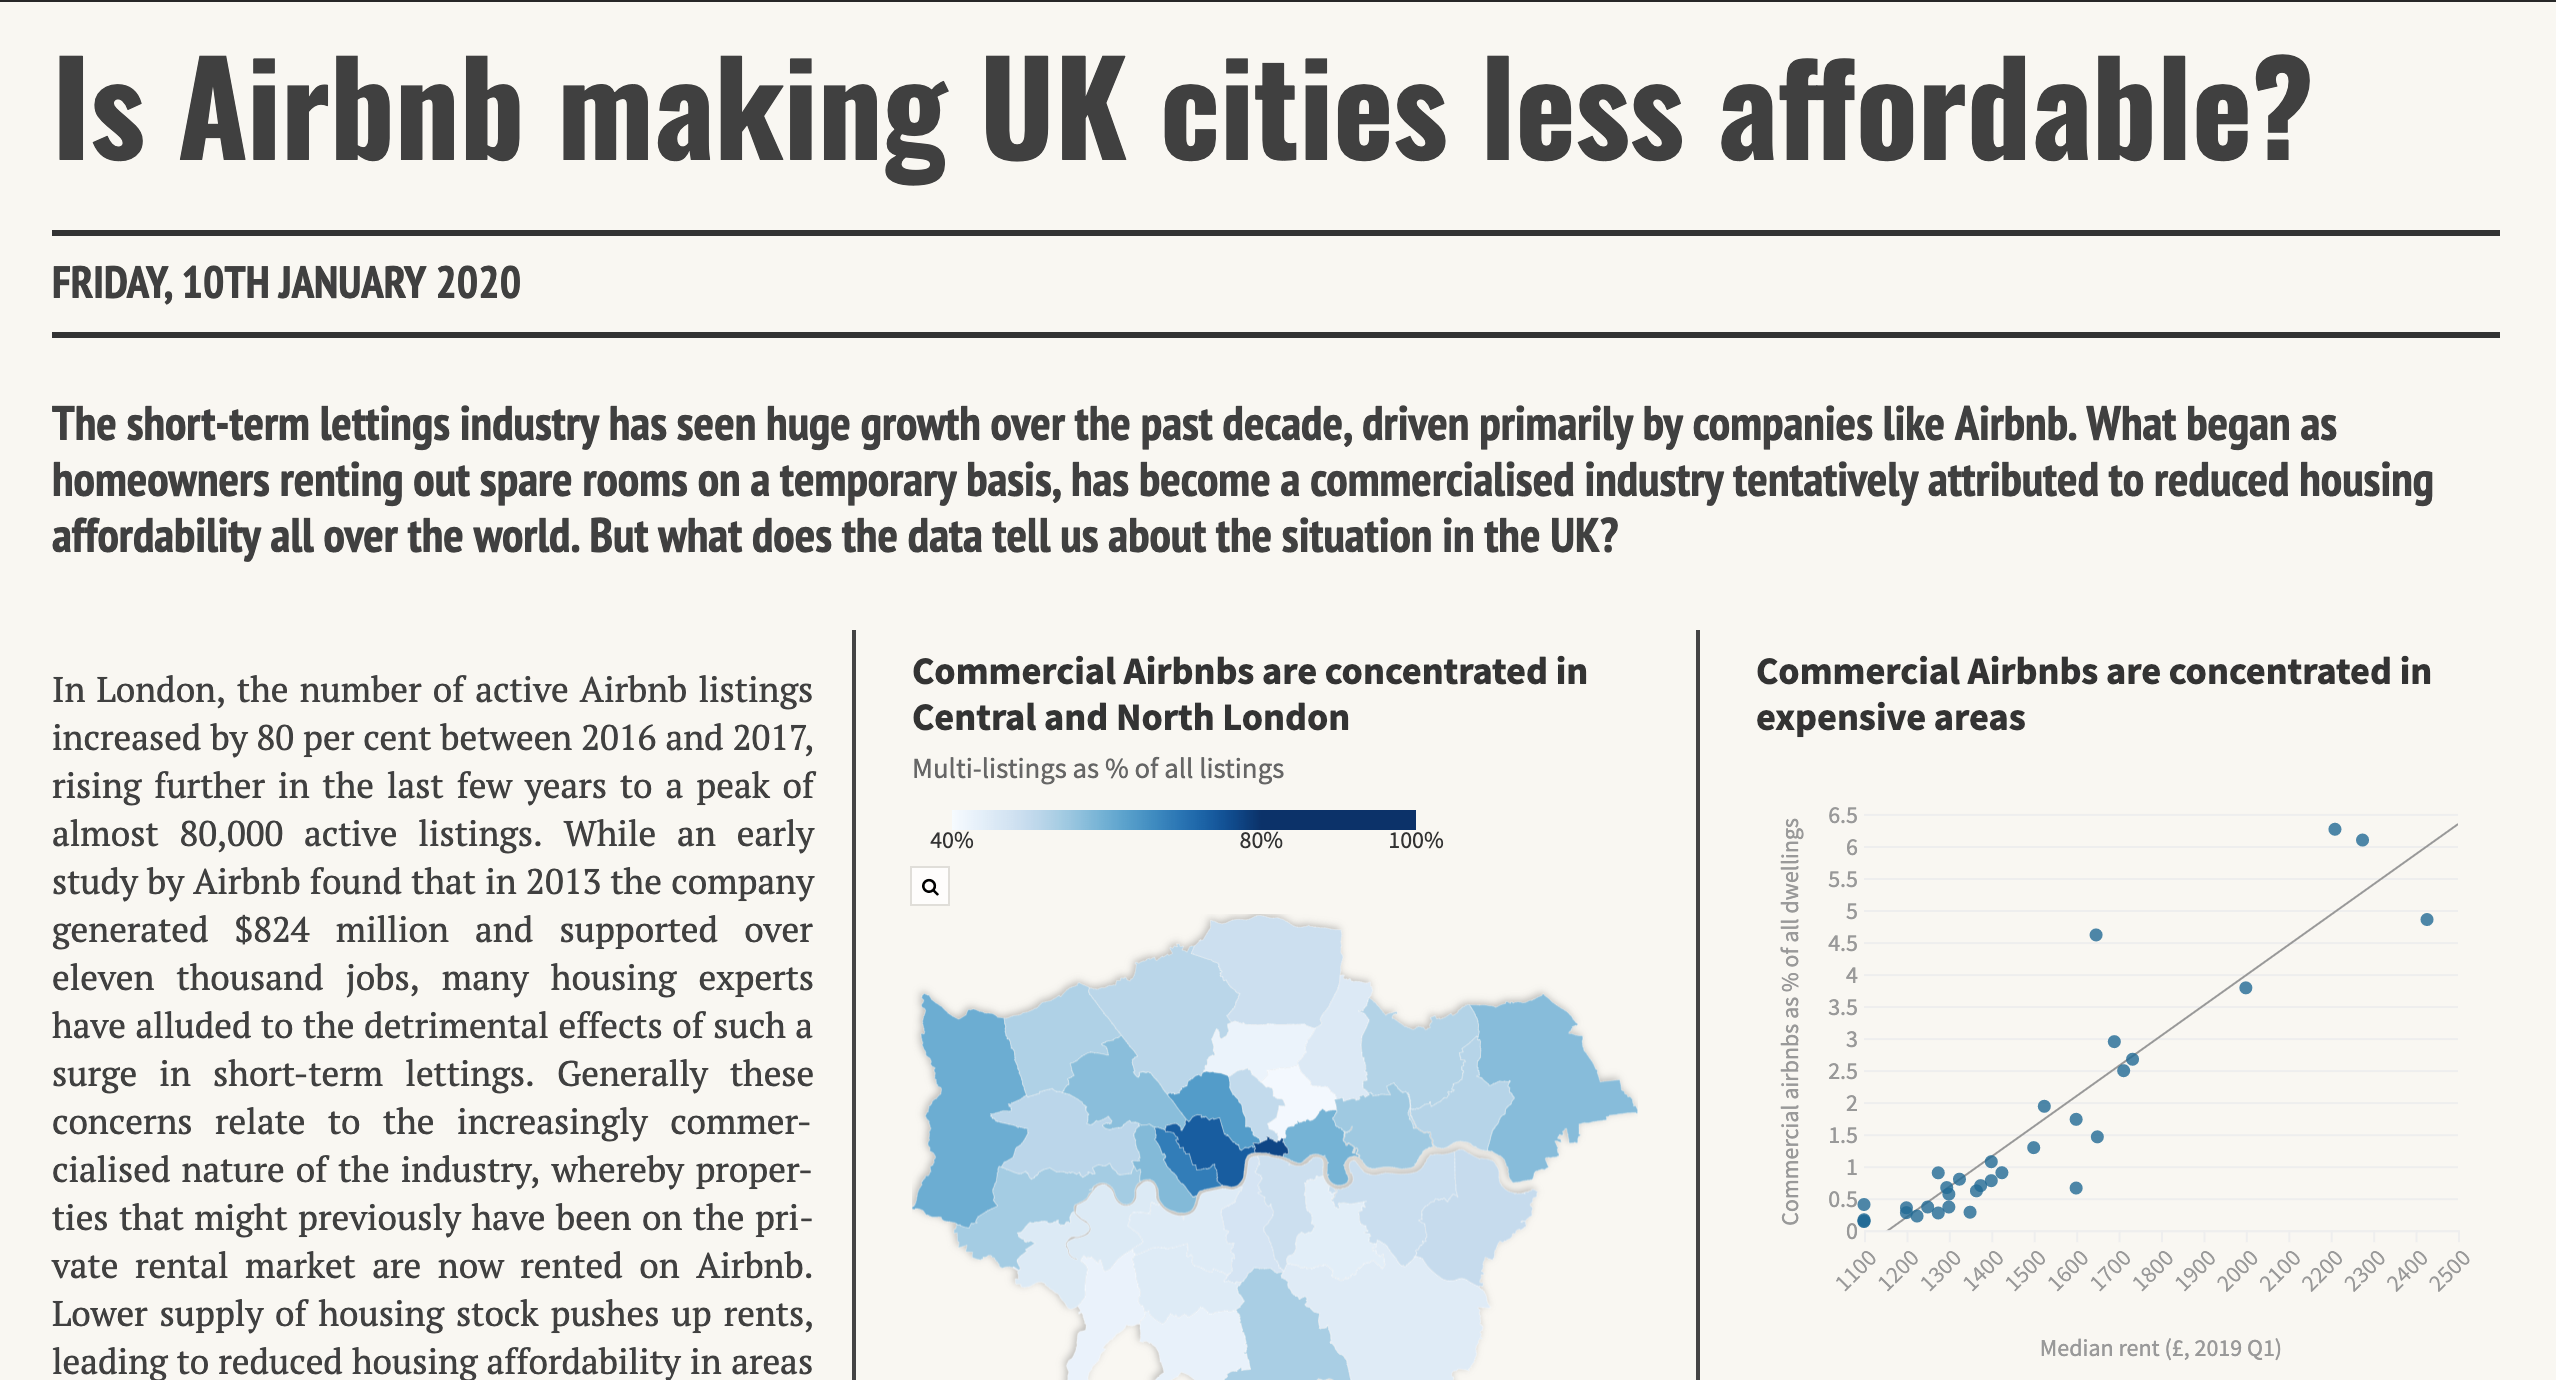 Is Airbnb making UK cities less affordable?
FRIDAY, 10TH JANUARY 2020
The short-term lettings industry has seen huge growth over the past decade, driven primarily by companies like Airbnb. What began as
homeowners renting out spare rooms on a temporary basis, has become a commercialised industry tentatively attributed to reduced housing
affordability all over the world. But what does the data tell us about the situation in the UK?
In London, the number of active Airbnb listings
increased by 80 per cent between 2016 and 2017,
rising further in the last few years to a peak of
almost 80,000 active listings. While an early
study by Airbnb found that in 2013 the company
generated $824 million and supported over
eleven thousand jobs, many housing experts
have alluded to the detrimental effects of such a
surge in short-term lettings. Generally these
concerns relate to the increasingly commer-
cialised nature of the industry, whereby proper-
ties that might previously have been on the pri-
vate rental market are now rented on Airbnb.
Lower supply of housing stock pushes up rents,
leading to reduced housing affordability in areas
Commercial Airbnbs are concentrated in
Central and North London
Multi-listings as % of all listings
40% 80% 100%
Commercial Airbnbs are concentrated in
expensive areas
Commercial airbnbs as % of all dwellings
6.5
6
5.5
5
4.5
4
3.5
3
2.5
2
1.5
1
0.5
0
1100 1200 1300 1400 1500 1600 1700 1800 1900 2000 2100 2200 2300 2400 2500
Median rent (£, 2019 Q1)